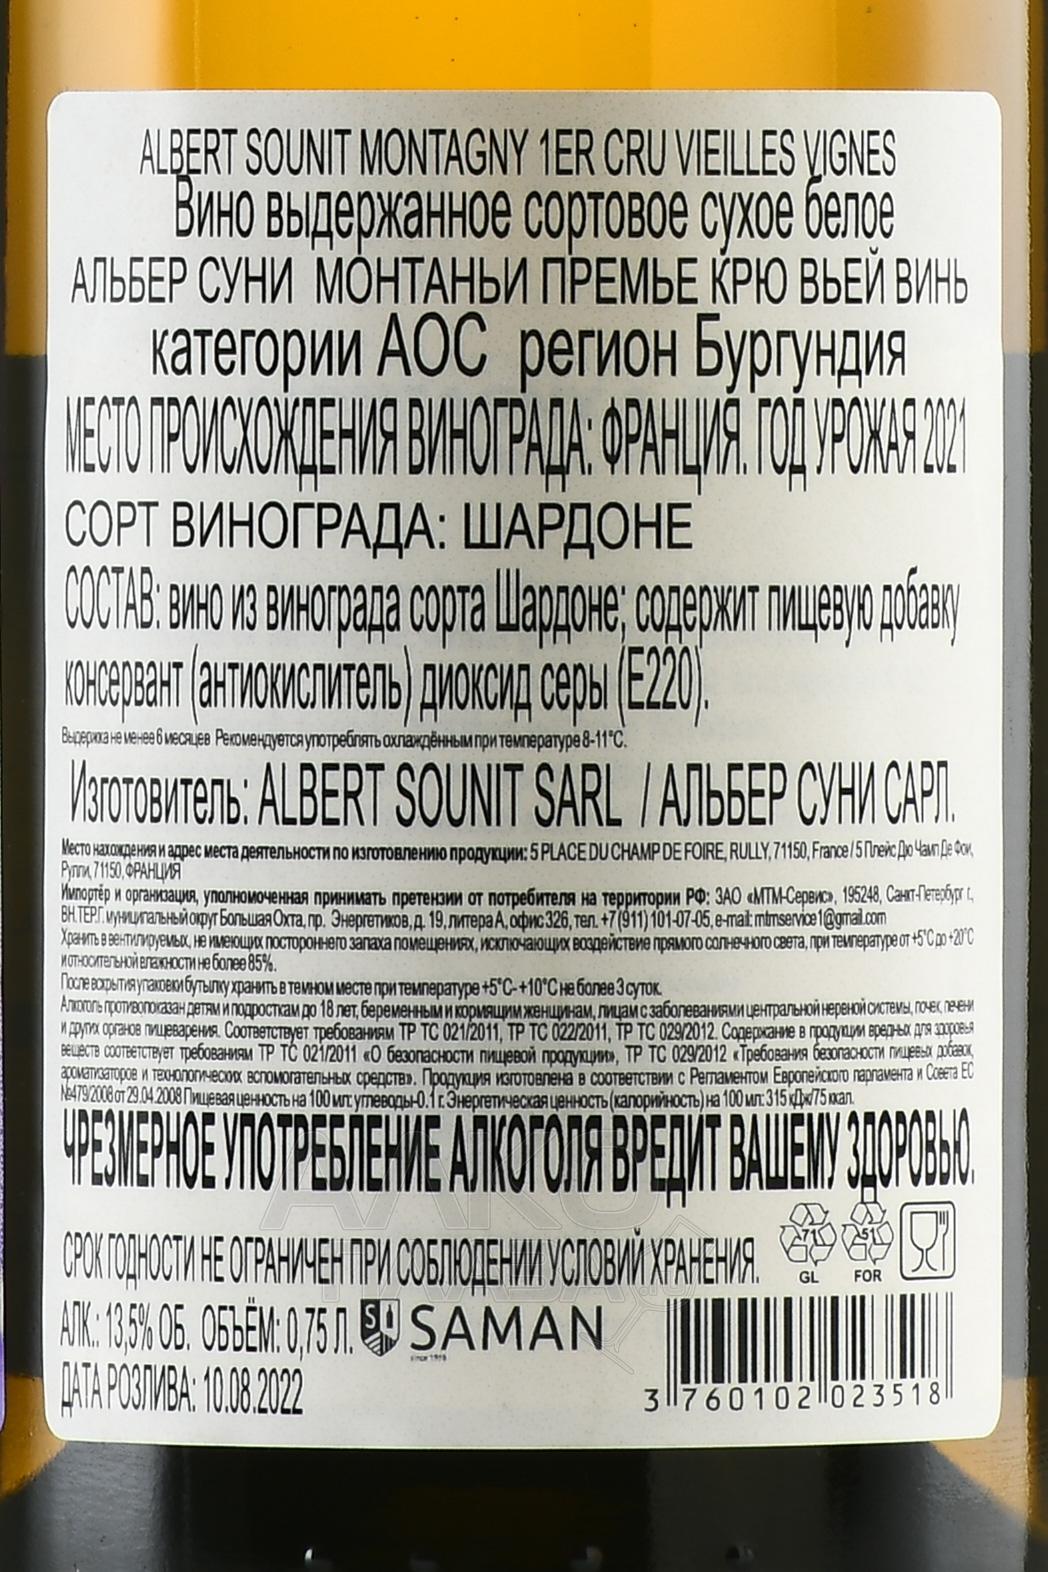 ALBERT SOUNIT MONTAGNY 1ER CRU VIEILLES VIGNES
Вино выдержанное сортовое сухое белое
АЛЬБЕР СУНИ МОНТАНЬИ ПРЕМЬЕ КРЮ ВЬЕЙ ВИНЬ
категории АОС регион Бургундия
МЕСТО ПРОИСХОЖДЕНИЯ ВИНОГРАДА: ФРАНЦИЯ. ГОД УРОЖАЯ 2021
СОРТ ВИНОГРАДА: ШАРДОНЕ
СОСТАВ: вино из винограда сорта Шардоне; содержит пищевую добавку
консервант (антиокислитель) диоксид серы (Е220).
Выдержка не менее 6 месяцев Рекомендуется употреблять охлаждённым при температуре 8-11°С.
Изготовитель: ALBERT SOUNIT SARL / АЛЬБЕР СУНИ САРЛ.
Место нахождения и адрес места деятельности по изготовлению продукции: 5 PLACE DU CHAMP DE FOIRE, RULLY, 71150, France / 5 Плейс Дю Чамп Де Фои,
Рулли, 71150, ФРАНЦИЯ
Импортёр и организация, уполномоченная принимать претензии от потребителя на территории РФ: ЗАО «МТМ-Сервис», 195248, Санкт-Петербург г.,
ВН.ТЕР.Г. муниципальный округ Большая Охта, пр. Энергетиков, д. 19, литера А, офис 326, тел. +7 (911) 101-07-05, e-mail: mtmservice1@gmail.com
Хранить в вентилируемых, не имеющих постороннего запаха помещениях, исключающих воздействие прямого солнечного света, при температуре от +5°С до +20°С
и относительной влажности не более 85%.
После вскрытия упаковки бутылку хранить в темном месте при температуре +5°С- +10°С не более 3 суток.
Алкоголь противопоказан детям и подросткам до 18 лет, беременным и кормящим женщинам, лицам с заболеваниями центральной нервной системы, почек, печени
и других органов пищеварения. Соответствует требованиям ТР ТС 021/2011, ТР ТС 022/2011, ТР ТС 029/2012. Содержание в продукции вредных для здоровья
веществ соответствует требованиям ТР ТС 021/2011 «О безопасности пищевой продукции», ТР ТС 029/2012 «Требования безопасности пищевых добавок,
ароматизаторов и технологических вспомогательных средств». Продукция изготовлена в соответствии с Регламентом Европейского парламента и Совета ЕС
№479/2008 от 29.04.2008 Пищевая ценность на 100 мл: углеводы-0.1 г. Энергетическая ценность (калорийность) на 100 мл: 315 кДж/75 ккал.
ЧРЕЗМЕРНОЕ УПОТРЕБЛЕНИЕ АЛКОГОЛЯ ВРЕДИТ ВАШЕМУ ЗДОРОВЬЮ.
СРОК ГОДНОСТИ НЕ ОГРАНИЧЕН ПРИ СОБЛЮДЕНИИ УСЛОВИЙ ХРАНЕНИЯ.
71 GL
51 FOR
АЛК.: 13,5% ОБ. ОБЪЁМ: 0,75 Л. SAMAN
since 1998
ДАТА РОЗЛИВА: 10.08.2022
3 760102 023518